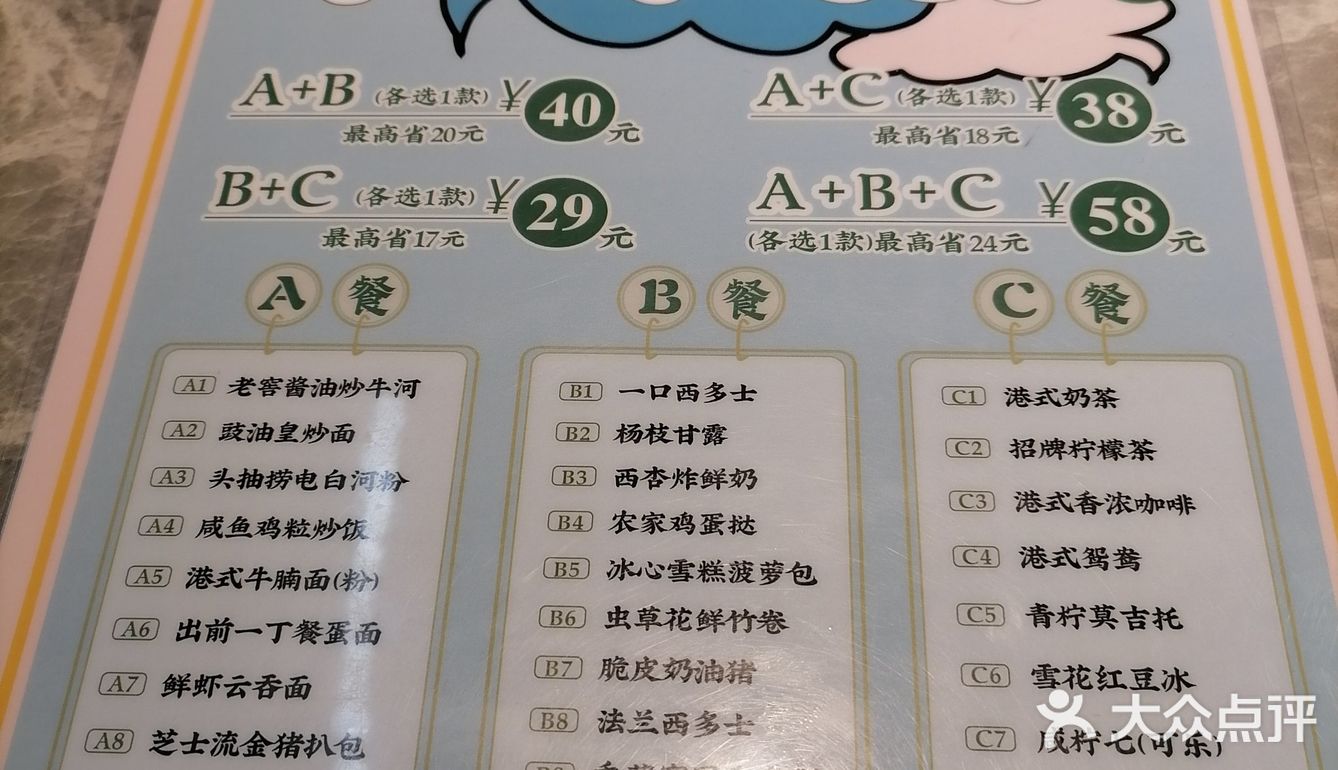 A+B (各选1款) ¥ 40 元
最高省20元
A+C (各选1款) ¥ 38 元
最高省18元
B+C (各选1款) ¥ 29 元
最高省17元
A+B+C ¥ 58 元
(各选1款)最高省24元
A 餐
A1 老窖酱油炒牛河
A2 豉油皇炒面
A3 头抽捞电白河粉
A4 咸鱼鸡粒炒饭
A5 港式牛腩面(粉)
A6 出前一丁餐蛋面
A7 鲜虾云吞面
A8 芝士流金猪扒包
B 餐
B1 一口西多士
B2 杨枝甘露
B3 西杏炸鲜奶
B4 农家鸡蛋挞
B5 冰心雪糕菠萝包
B6 虫草花鲜竹卷
B7 脆皮奶油猪
B8 法兰西多士
C 餐
C1 港式奶茶
C2 招牌柠檬茶
C3 港式香浓咖啡
C4 港式鸳鸯
C5 青柠莫吉托
C6 雪花红豆冰
C7 咸柠七(可乐)
大众点评